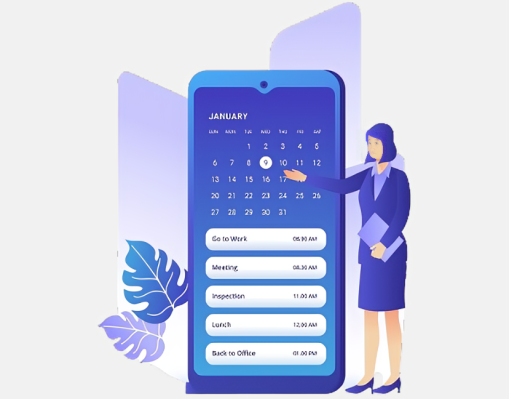 JANUARY
SUN MON TUE WED THU FRI SAT
1 2 3 4 5
6 7 8 9 10 11 12
13 14 15 16 17 19
20 21 22 23 24 25 26
27 28 29 30 31
Go to Work 08.00 AM
Meeting 08.30 AM
Inspection 11.00 AM
Lunch 12.00 AM
Back to Office 01.00 PM